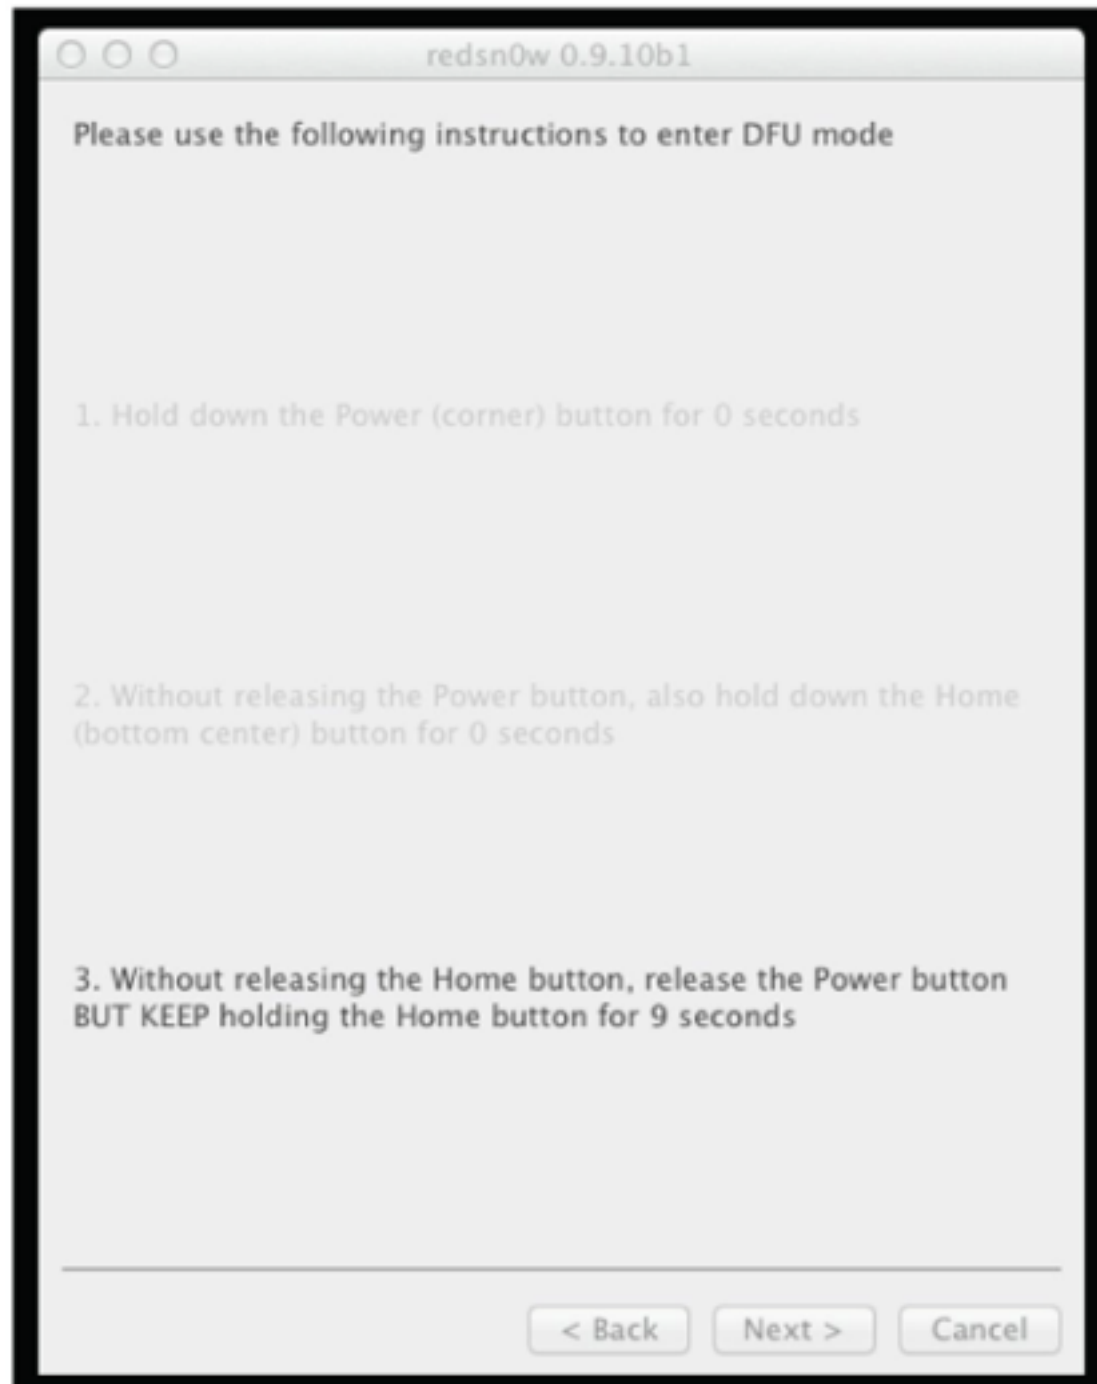 redsn0w 0.9.10b1
Please use the following instructions to enter DFU mode
1. Hold down the Power (corner) button for 0 seconds
2. Without releasing the Power button, also hold down the Home
(bottom center) button for 0 seconds
3. Without releasing the Home button, release the Power button
BUT KEEP holding the Home button for 9 seconds
< Back Next > Cancel